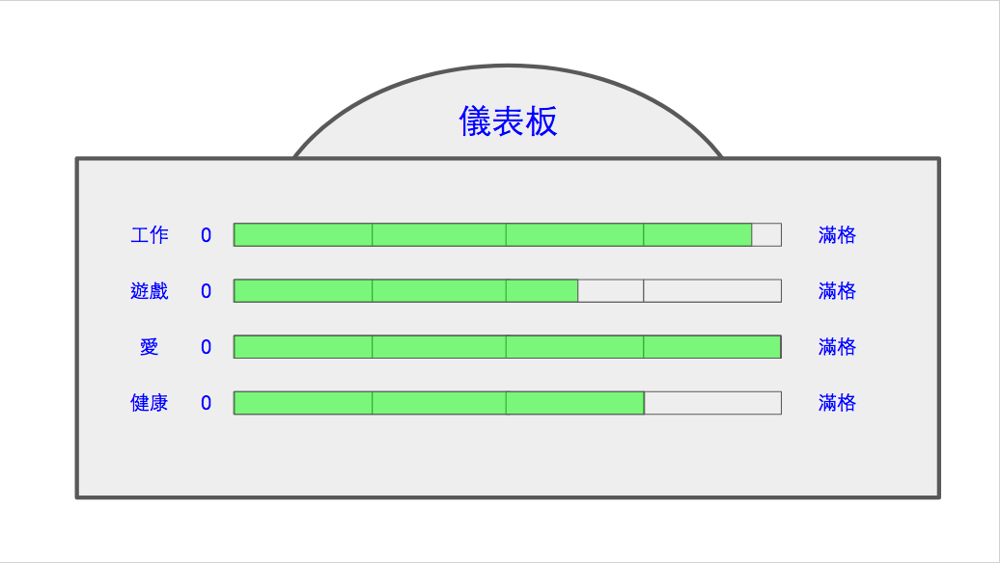 儀表板
工作 0 滿格
遊戲 0 滿格
愛 0 滿格
健康 0 滿格